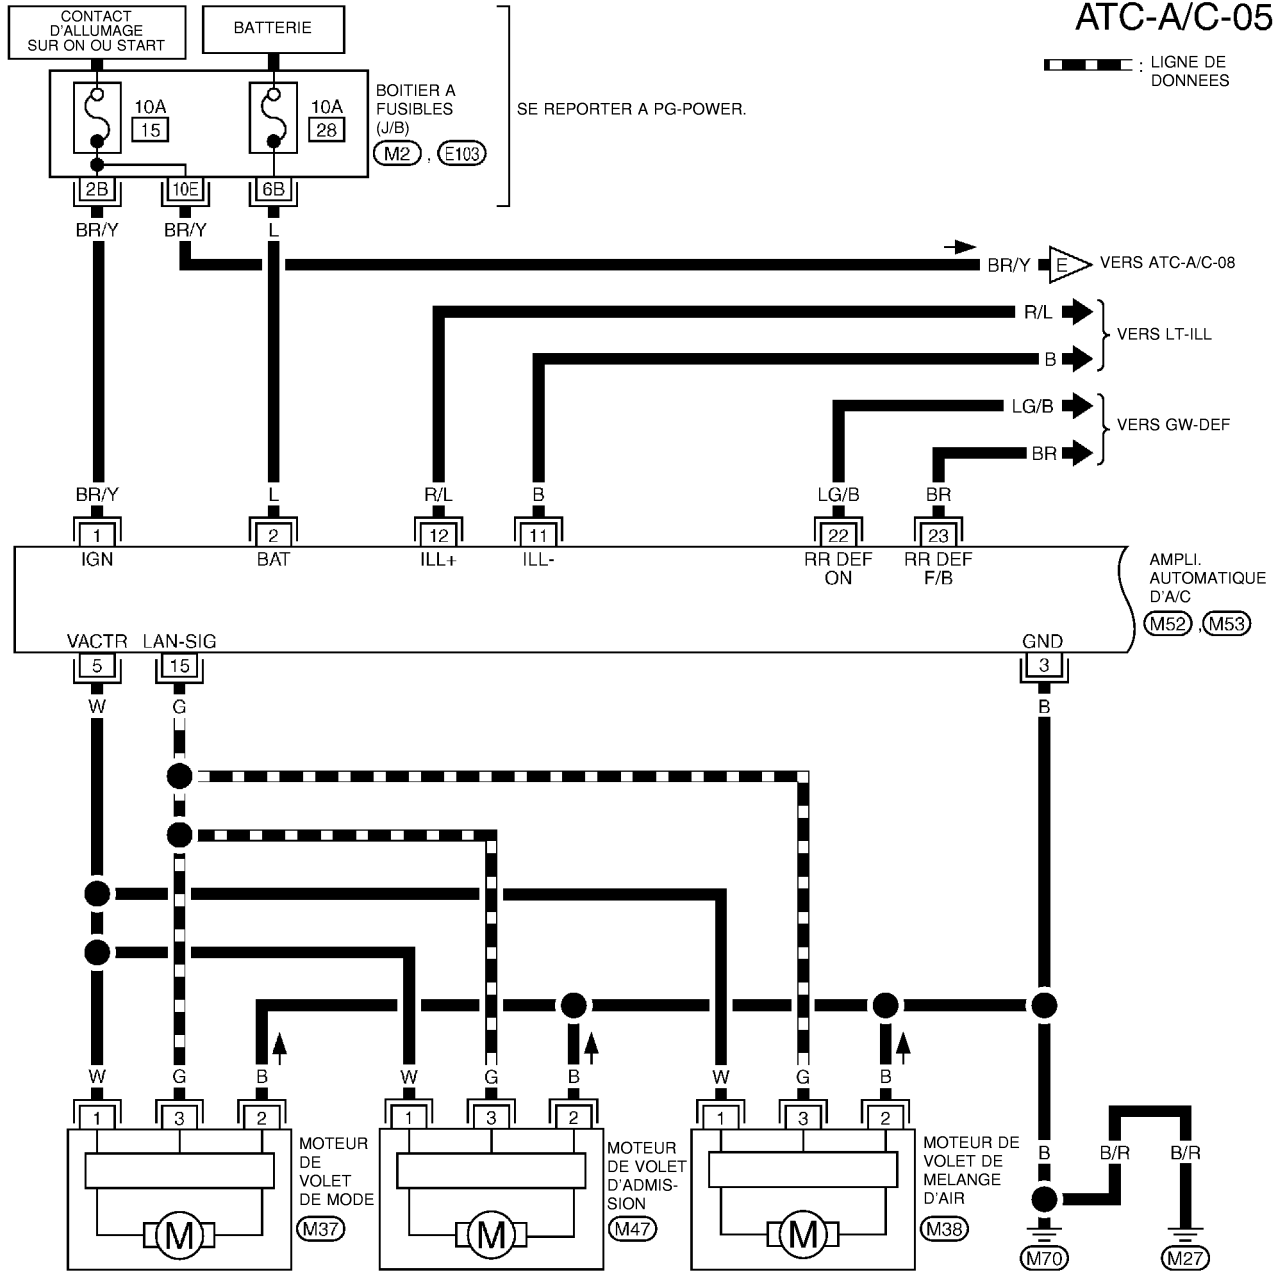 ATC-A/C-05
CONTACT
D'ALLUMAGE
SUR ON OU START
BATTERIE
: LIGNE DE
DONNEES
10A
15
10A
28
BOITIER A
FUSIBLES
(J/B)
M2 , E103
SE REPORTER A PG-POWER.
2B
10E
6B
BR/Y
BR/Y
L
BR/Y
E
VERS ATC-A/C-08
R/L
B
VERS LT-ILL
LG/B
BR
VERS GW-DEF
BR/Y
L
R/L
B
LG/B
BR
1
2
12
11
22
23
IGN
BAT
ILL+
ILL-
RR DEF
ON
RR DEF
F/B
AMPLI.
AUTOMATIQUE
D'A/C
M52 , M53
VACTR
LAN-SIG
GND
5
15
3
W
G
B
W
G
B
W
G
B
W
G
B
1
3
2
1
3
2
1
3
2
MOTEUR
DE
VOLET
DE MODE
M37
M
MOTEUR
DE VOLET
D'ADMIS-
SION
M47
M
MOTEUR DE
VOLET DE
MELANGE
D'AIR
M38
M
B
B/R
B/R
M70
M27